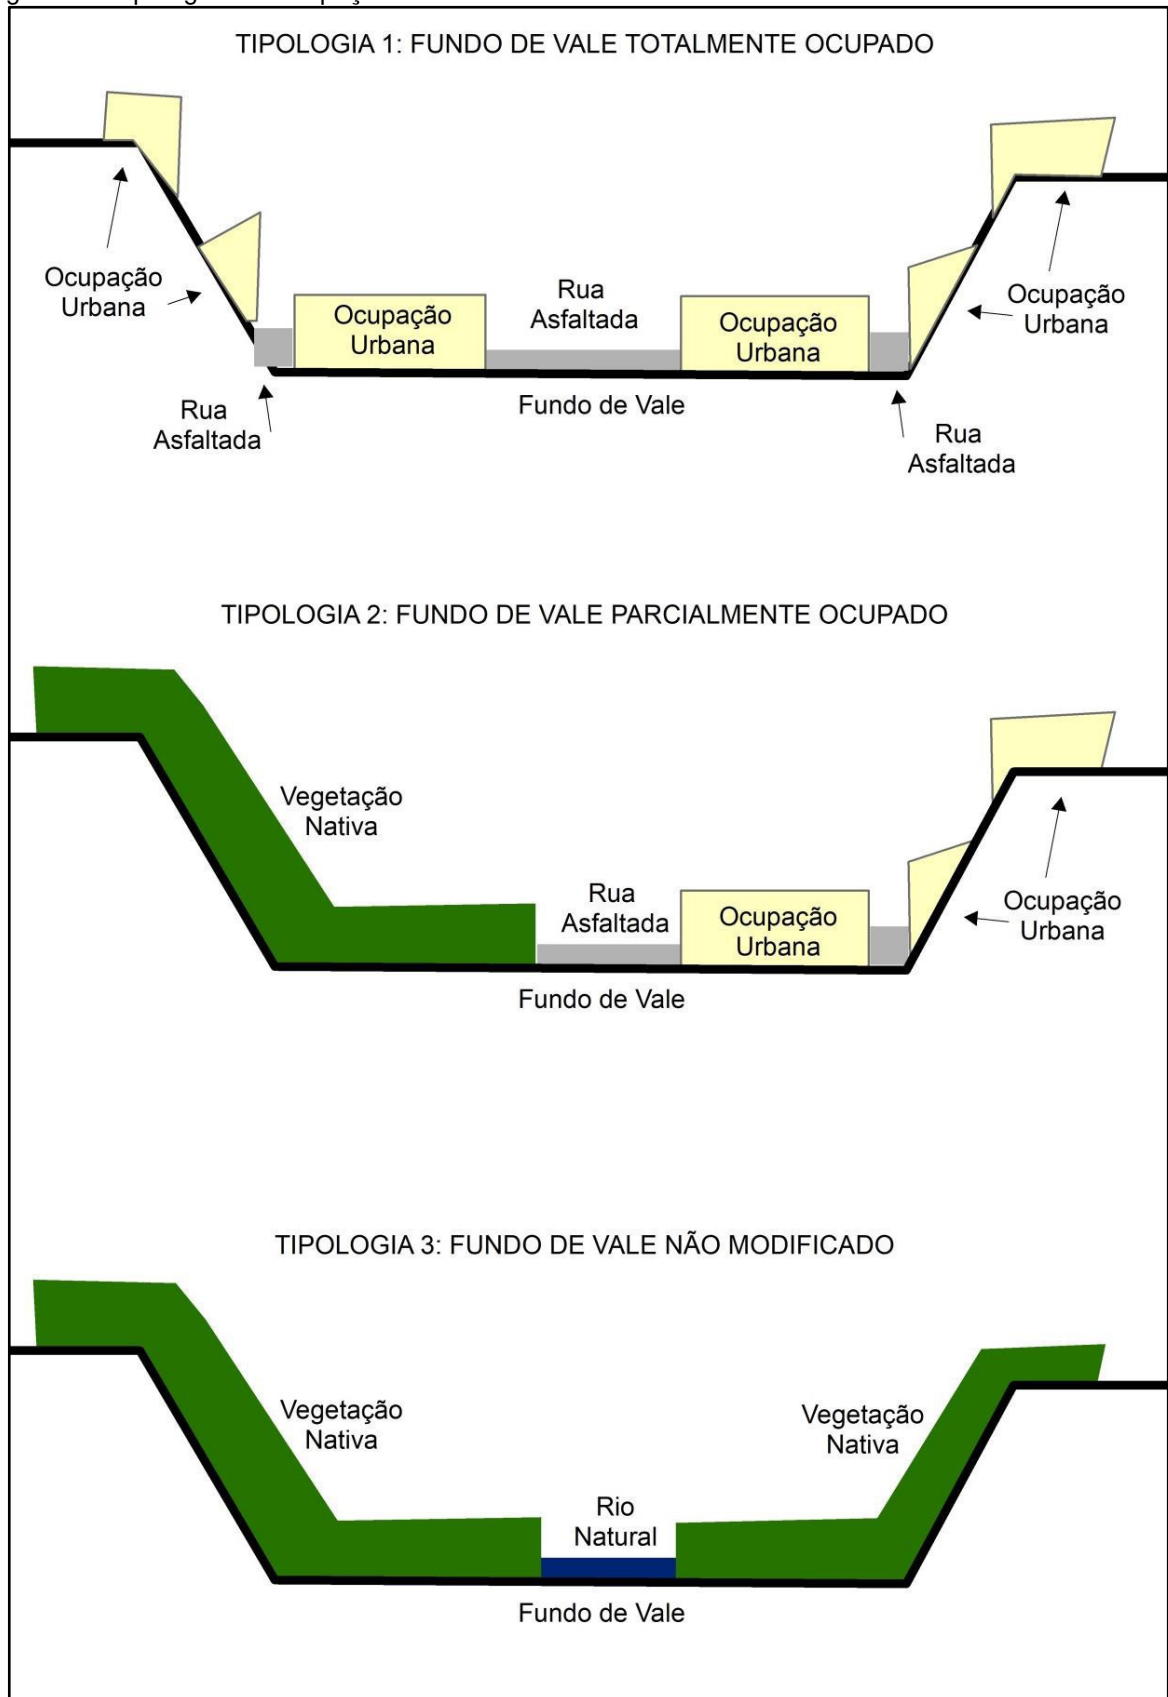 TIPOLOGIA 1: FUNDO DE VALE TOTALMENTE OCUPADO
Ocupação
Urbana
Ocupação
Urbana
Rua
Asfaltada
Ocupação
Urbana
Ocupação
Urbana
Rua
Asfaltada
Fundo de Vale
Rua
Asfaltada
TIPOLOGIA 2: FUNDO DE VALE PARCIALMENTE OCUPADO
Vegetação
Nativa
Rua
Asfaltada
Ocupação
Urbana
Ocupação
Urbana
Fundo de Vale
TIPOLOGIA 3: FUNDO DE VALE NÃO MODIFICADO
Vegetação
Nativa
Rio
Natural
Vegetação
Nativa
Fundo de Vale